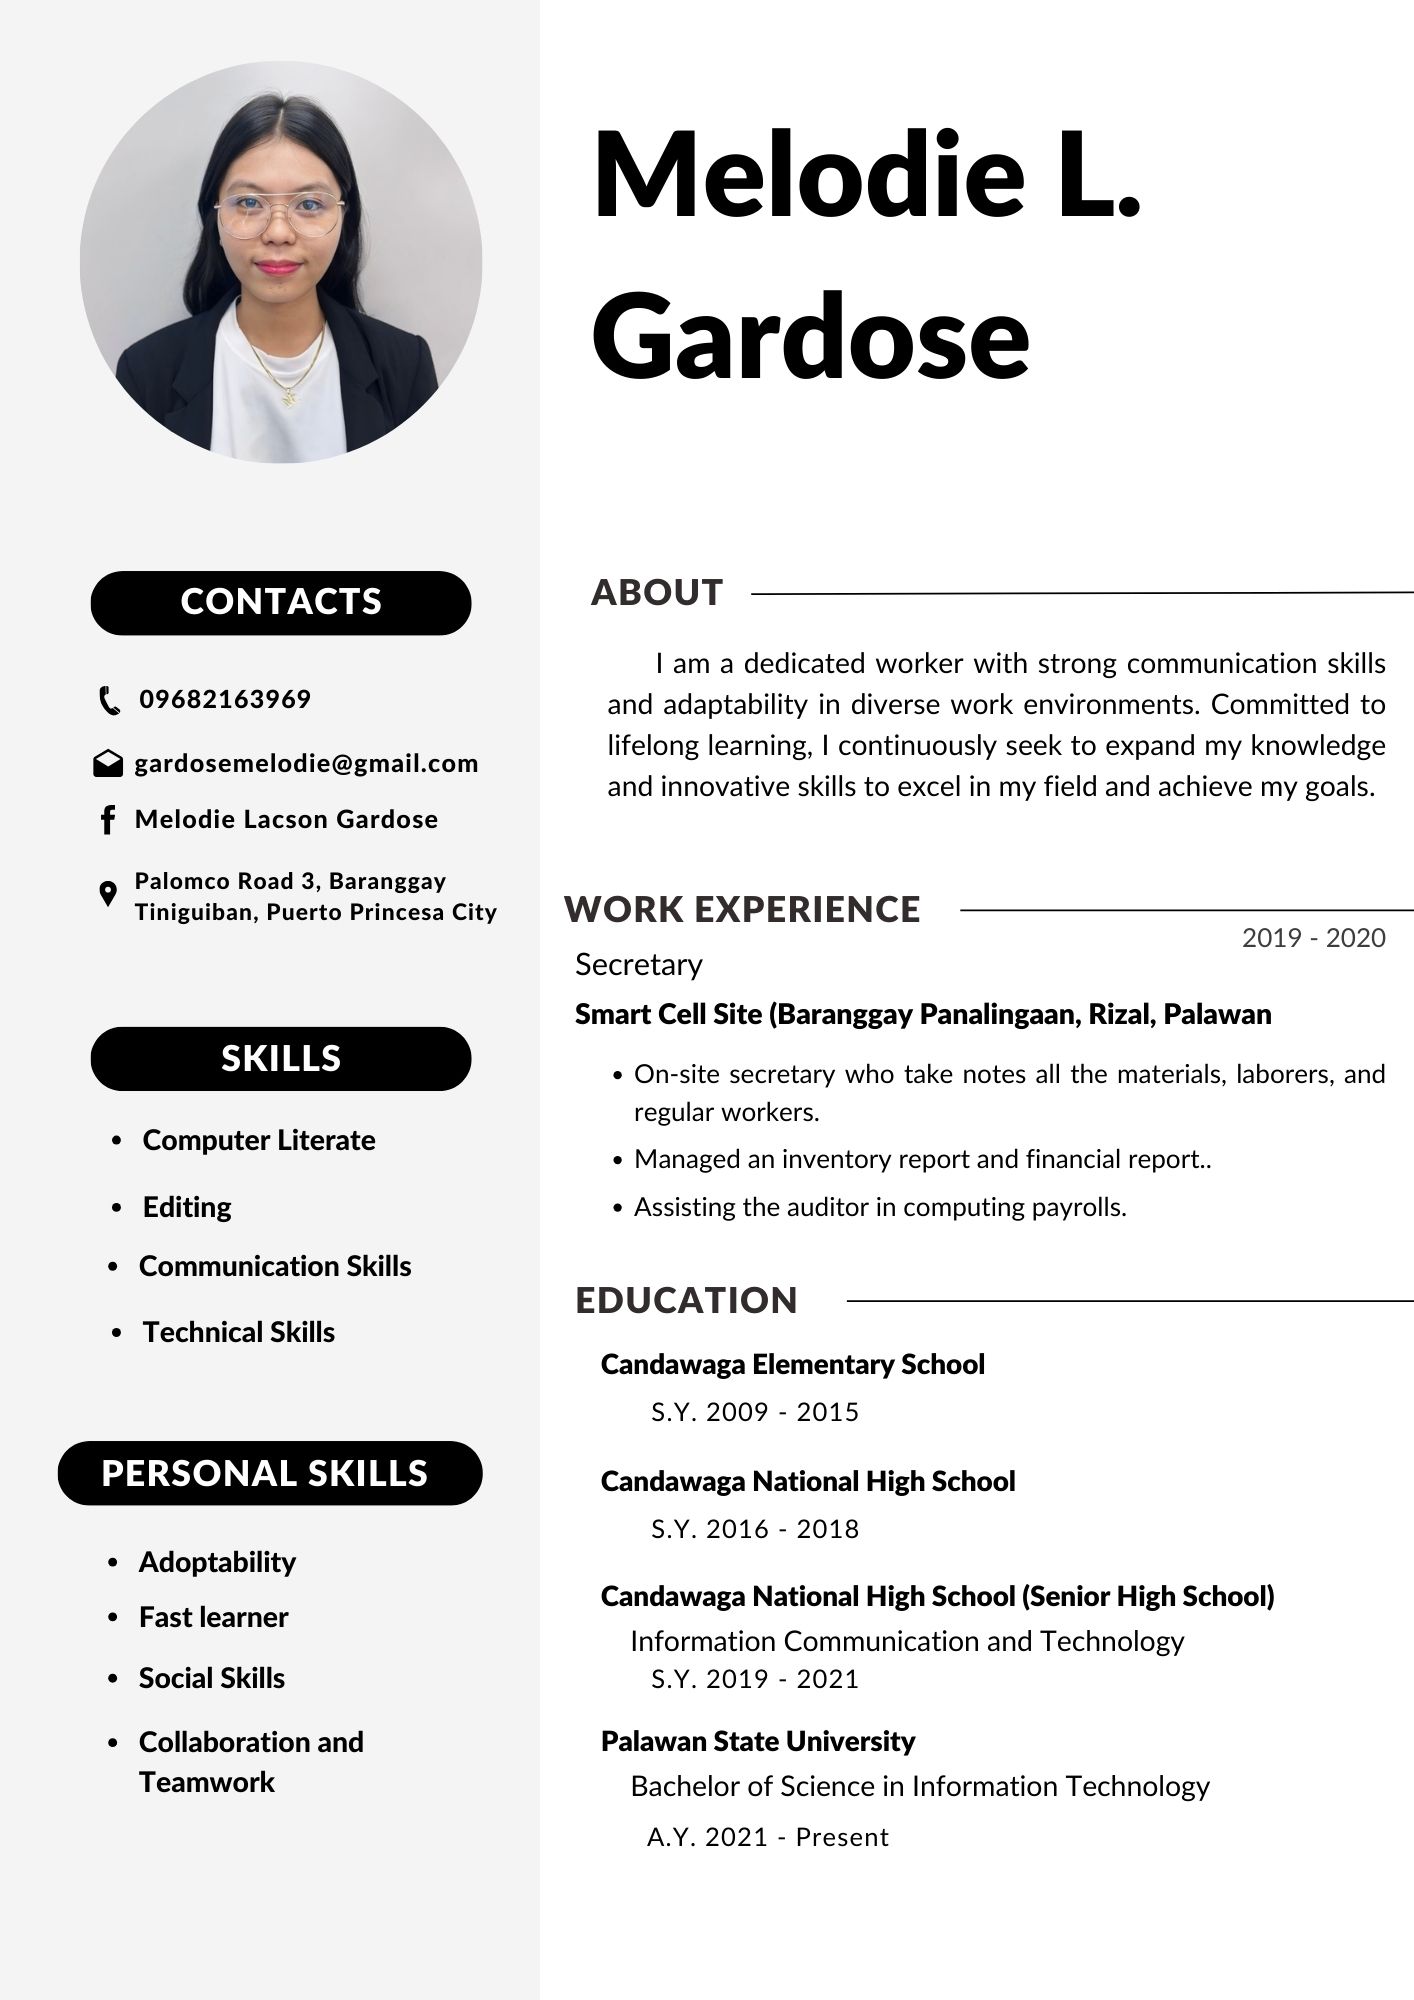 Melodie L.
Gardose
CONTACTS
09682163969
gardosemelodie@gmail.com
Melodie Lacson Gardose
Palomco Road 3, Baranggay
Tiniguiban, Puerto Princesa City
SKILLS
• Computer Literate
• Editing
• Communication Skills
• Technical Skills
PERSONAL SKILLS
• Adoptability
• Fast learner
• Social Skills
• Collaboration and
Teamwork
ABOUT
I am a dedicated worker with strong communication skills
and adaptability in diverse work environments. Committed to
lifelong learning, I continuously seek to expand my knowledge
and innovative skills to excel in my field and achieve my goals.
WORK EXPERIENCE
2019 - 2020
Secretary
Smart Cell Site (Baranggay Panalingaan, Rizal, Palawan
• On-site secretary who take notes all the materials, laborers, and
regular workers.
• Managed an inventory report and financial report..
• Assisting the auditor in computing payrolls.
EDUCATION
Candawaga Elementary School
S.Y. 2009 - 2015
Candawaga National High School
S.Y. 2016 - 2018
Candawaga National High School (Senior High School)
Information Communication and Technology
S.Y. 2019 - 2021
Palawan State University
Bachelor of Science in Information Technology
A.Y. 2021 - Present